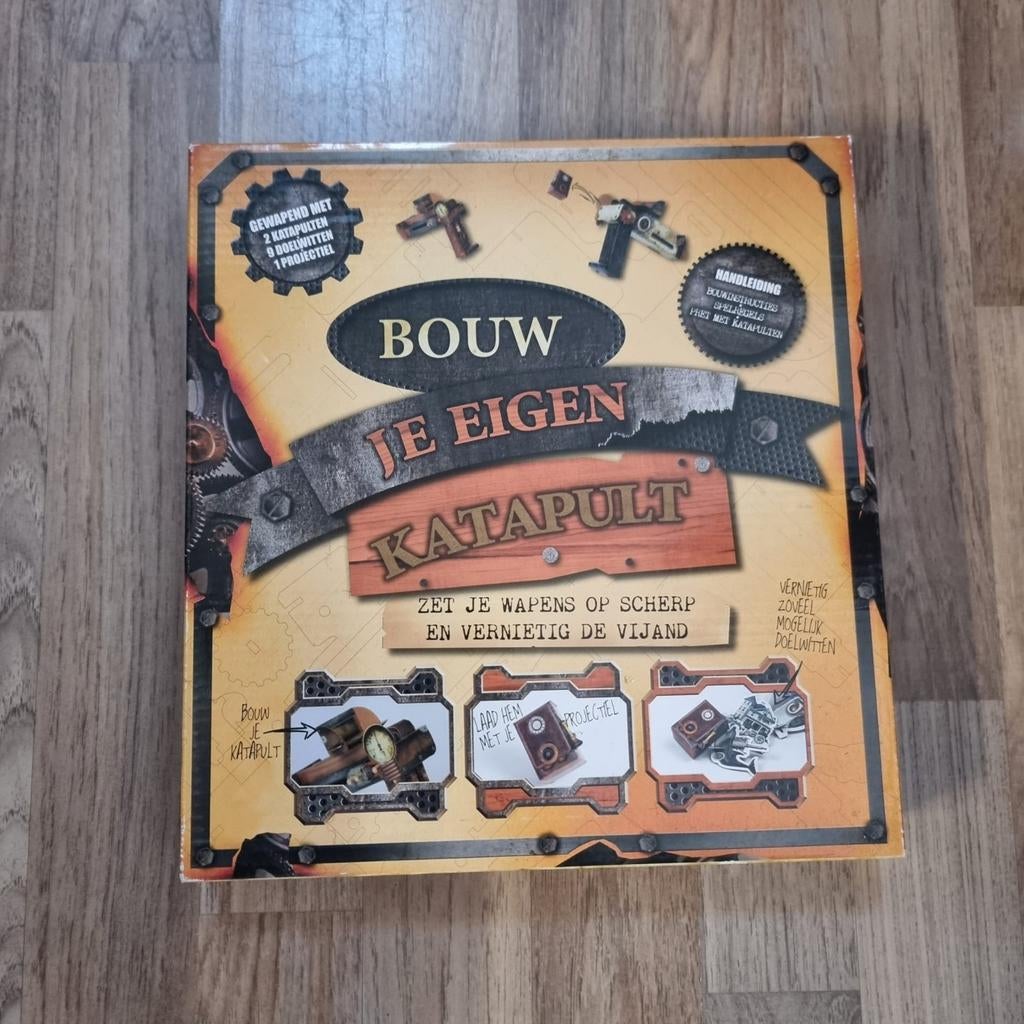 GEWAPEND MET
2 KATAPULTEN
9 DOELWITTEN
1 PROJECTIEL
HANDLEIDING
BOUWINSTRUCTIES
SPELREGELS
PRET MET KATAPULTEN
BOUW
JE EIGEN
KATAPULT
ZET JE WAPENS OP SCHERP
EN VERNIETIG DE VIJAND
VERNIETIG
ZOVEEL
MOGELIJK
DOELWITTEN
BOUW
JE
KATAPULT
LAAD HEM
MET JE PROJECTIEL